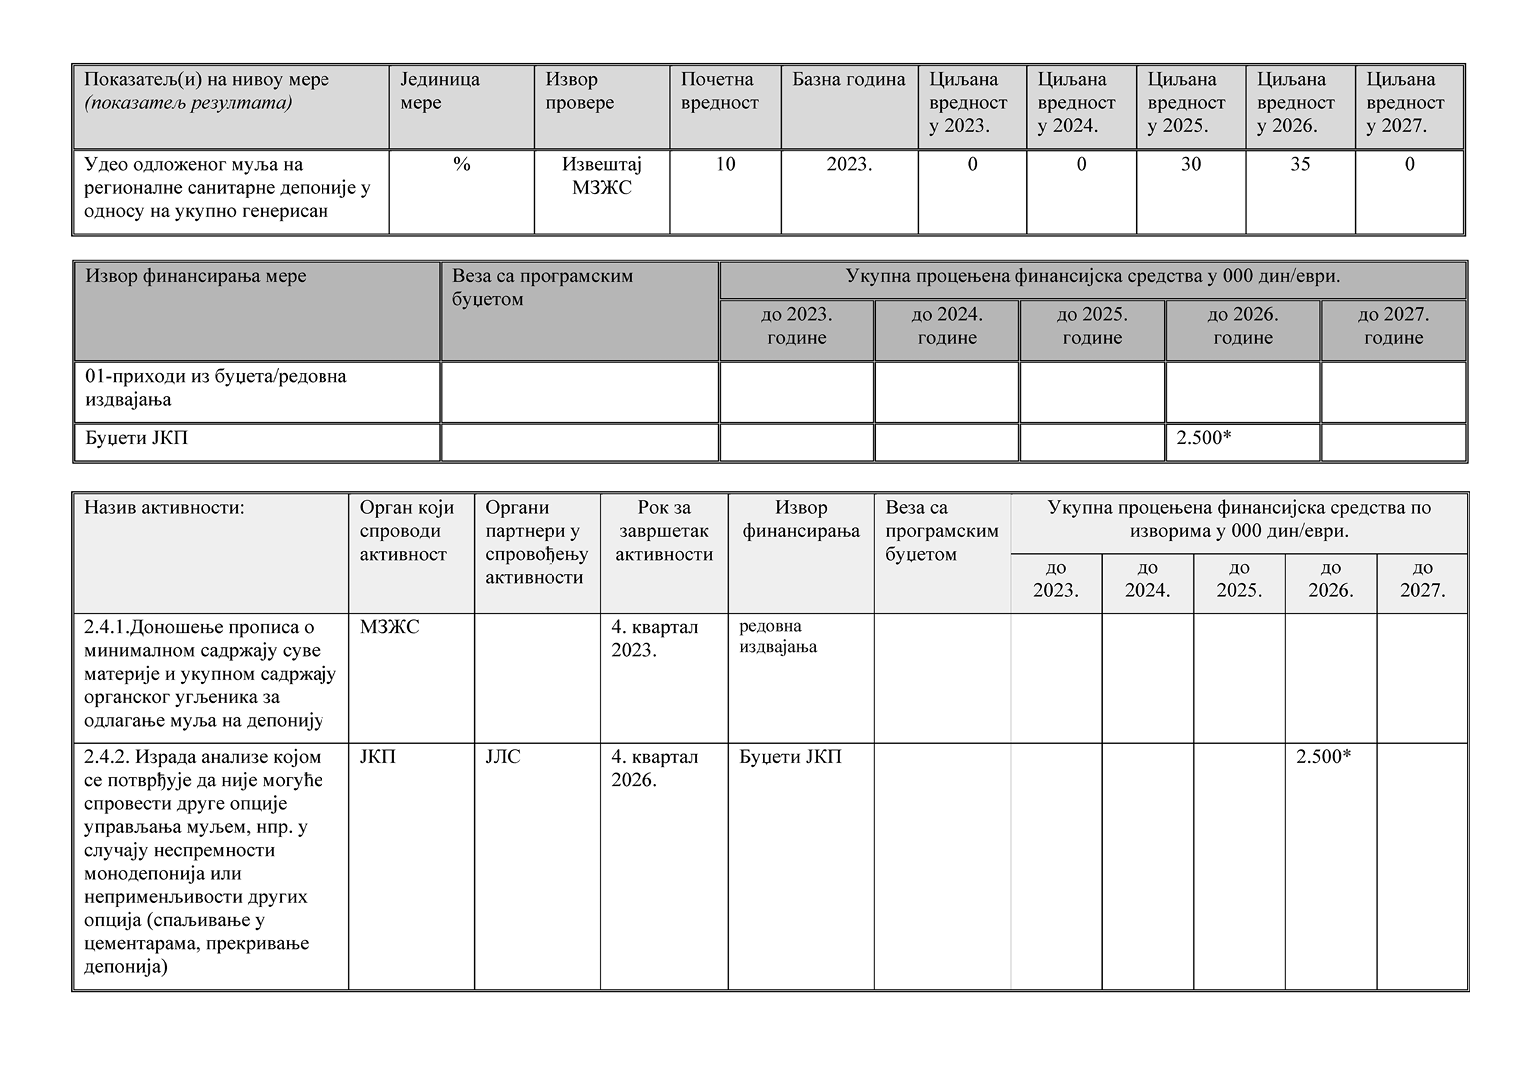 Показатељ(и) на нивоу мере
(показатељ резултата)
Јединица
мере
Извор
провере
Почетна
вредност
Базна година
Циљана
вредност
у 2023.
Циљана
вредност
у 2024.
Циљана
вредност
у 2025.
Циљана
вредност
у 2026.
Циљана
вредност
у 2027.
Удео одложеног муља на
регионалне санитарне депоније у
односу на укупно генерисан
%
Извештај
МЗЖС
10
2023.
0
0
30
35
0
Извор финансирања мере
Веза са програмским
буџетом
Укупна процењена финансијска средства у 000 дин/еври.
до 2023.
године
до 2024.
године
до 2025.
године
до 2026.
године
до 2027.
године
01-приходи из буџета/редовна
издвајања
Буџети ЈКП
2.500*
Назив активности:
Орган који
спроводи
активност
Органи
партнери у
спровођењу
активности
Рок за
завршетак
активности
Извор
финансирања
Веза са
програмским
буџетом
Укупна процењена финансијска средства по
изворима у 000 дин/еври.
до
2023.
до
2024.
до
2025.
до
2026.
до
2027.
2.4.1.Доношење прописа о
минималном садржају суве
материје и укупном садржају
органског угљеника за
одлагање муља на депонију
МЗЖС
4. квартал
2023.
редовна
издвајања
2.4.2. Израда анализе којом
се потврђује да није могуће
спровести друге опције
управљања муљем, нпр. у
случају неспремности
монодепонија или
неприменљивости других
опција (спаљивање у
цементарама, прекривање
депонија)
ЈКП
ЈЛС
4. квартал
2026.
Буџети ЈКП
2.500*